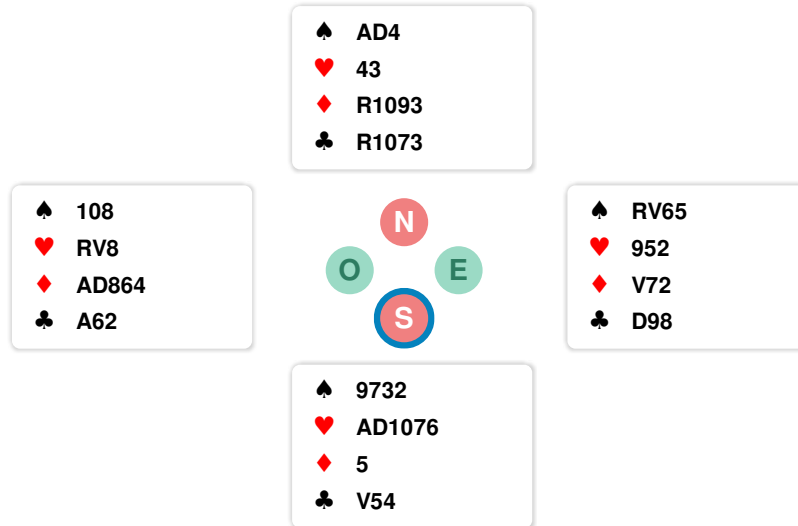 ♠ AD4
♥ 43
♦ R1093
♣ R1073
♠ 108
♥ RV8
♦ AD864
♣ A62
N
O E
S
♠ RV65
♥ 952
♦ V72
♣ D98
♠ 9732
♥ AD1076
♦ 5
♣ V54